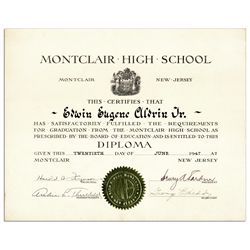 MONTCLAIR · HIGH · SCHOOL
MONTCLAIR NEW · JERSEY
THIS · CERTIFIES · THAT
Edwin Eugene Aldrin Jr.
HAS SATISFACTORILY FULFILLED THE REQUIREMENTS
FOR GRADUATION FROM THE MONTCLAIR HIGH SCHOOL AS
PRESCRIBED BY THE BOARD OF EDUCATION AND IS ENTITLED TO THIS
DIPLOMA
GIVEN THIS TWENTIETH DAY OF JUNE 1947 AT
MONTCLAIR NEW JERSEY